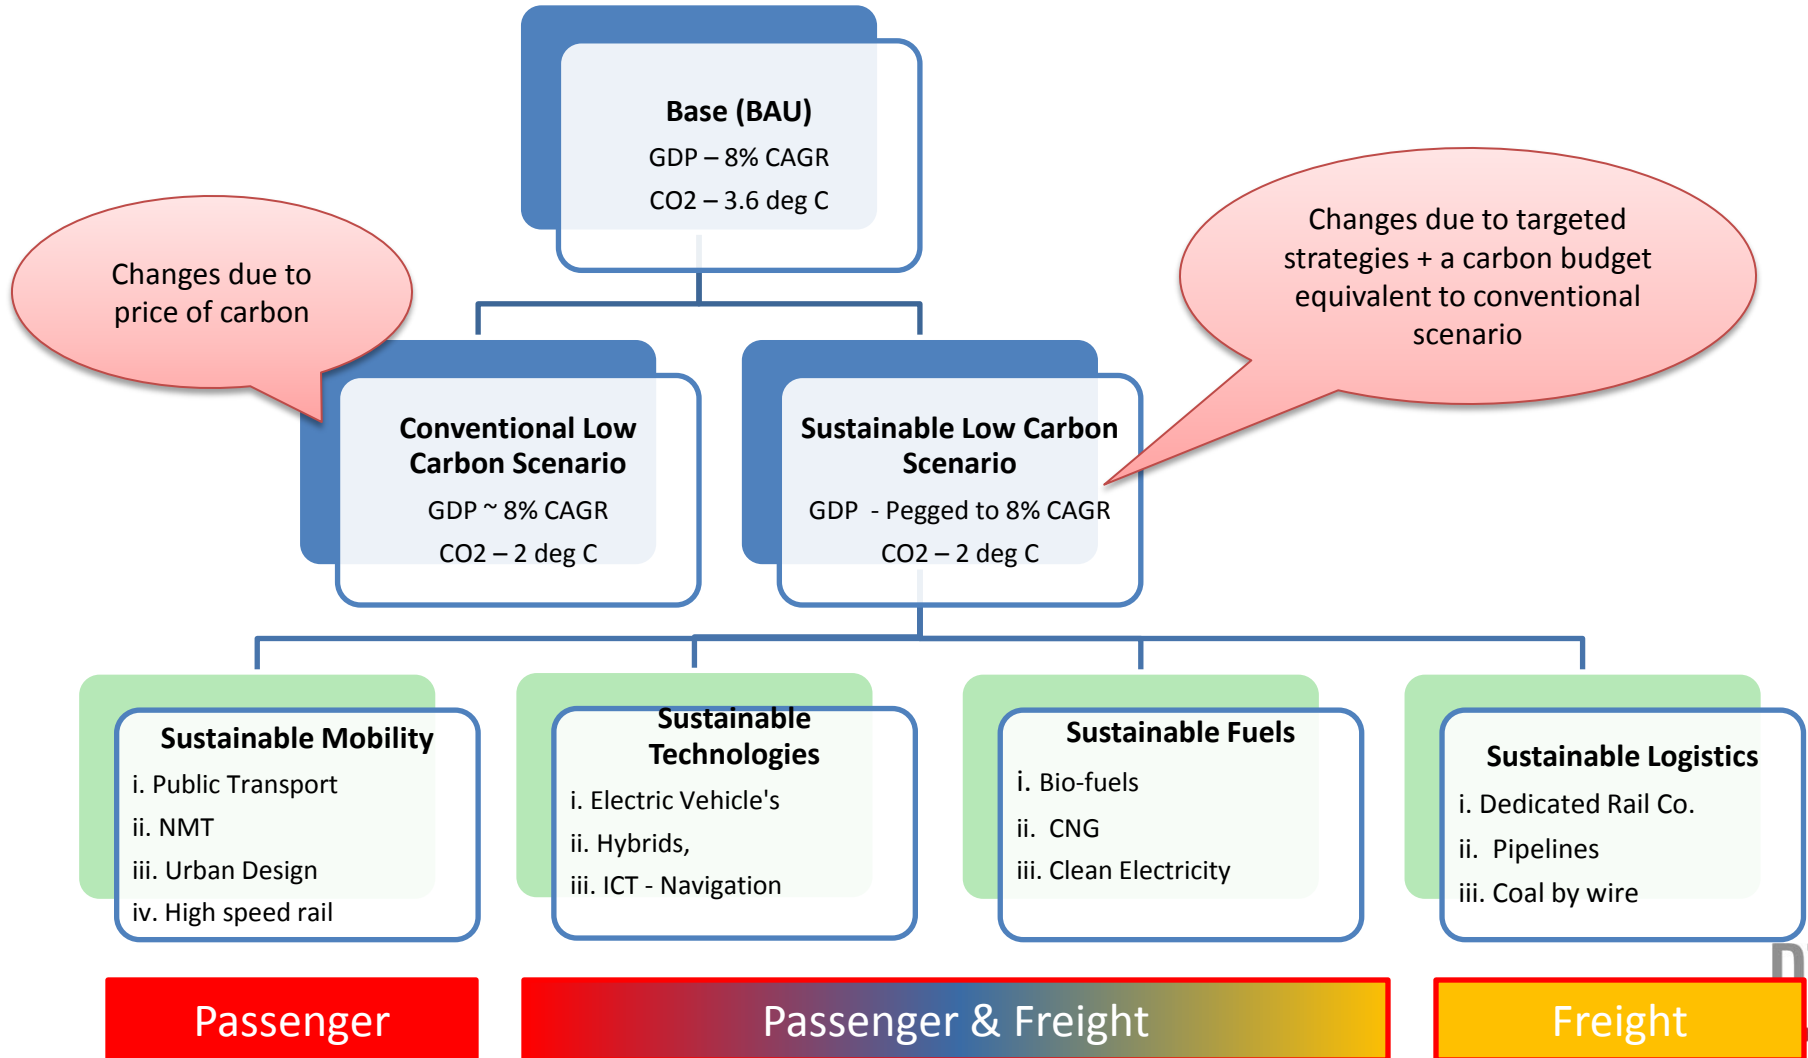 Base (BAU)
GDP – 8% CAGR
CO2 – 3.6 deg C
Changes due to
price of carbon
Changes due to targeted
strategies + a carbon budget
equivalent to conventional
scenario
Conventional Low
Carbon Scenario
GDP ~ 8% CAGR
CO2 – 2 deg C
Sustainable Low Carbon
Scenario
GDP - Pegged to 8% CAGR
CO2 – 2 deg C
Sustainable Mobility
i. Public Transport
ii. NMT
iii. Urban Design
iv. High speed rail
Sustainable
Technologies
i. Electric Vehicle's
ii. Hybrids,
iii. ICT - Navigation
Sustainable Fuels
i. Bio-fuels
ii. CNG
iii. Clean Electricity
Sustainable Logistics
i. Dedicated Rail Co.
ii. Pipelines
iii. Coal by wire
Passenger
Passenger & Freight
Freight